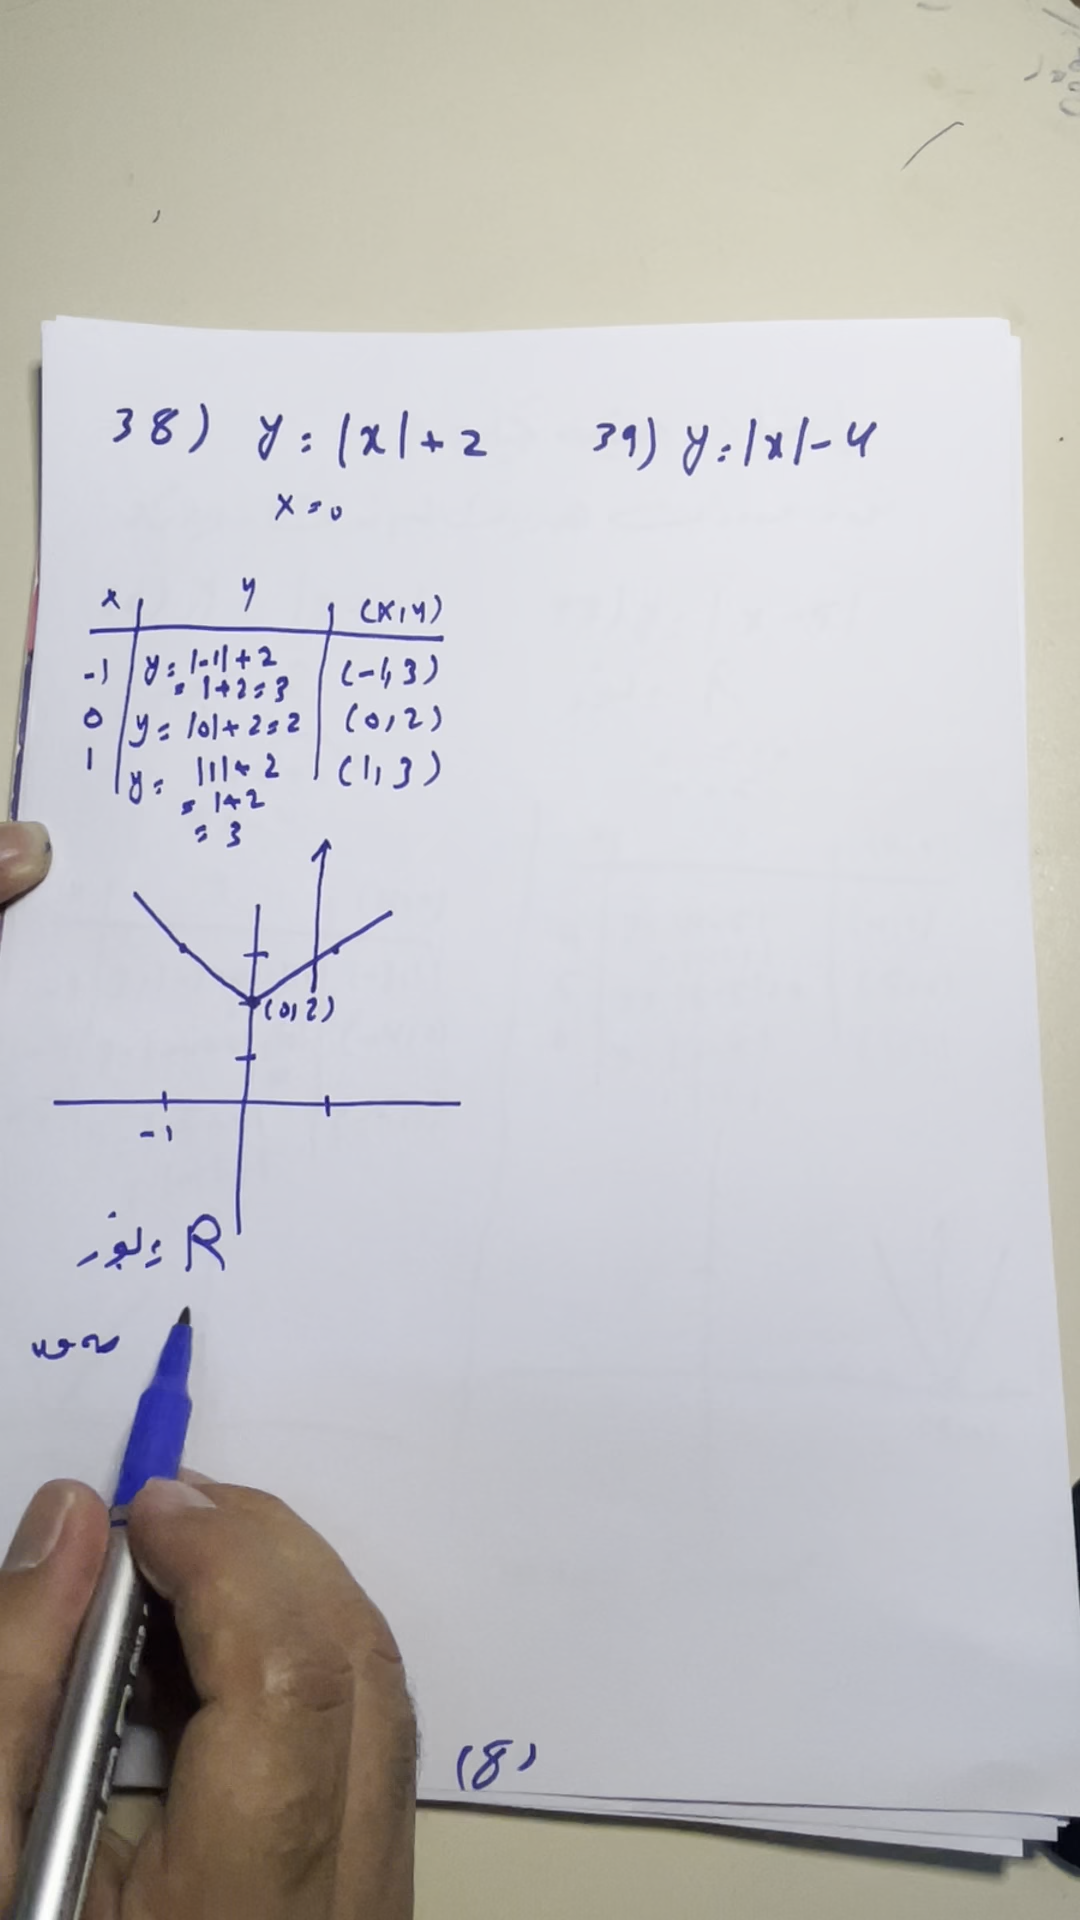 38) y = |x| + 2
x = 0
x y (x,y)
-1 y = |-1| + 2 (-1,3)
= 1+2 = 3
0 y = |0| + 2 = 2 (0,2)
1 y = |1| + 2 (1,3)
= 1+2
= 3
(0,2)
-1
R
39) y = |x| - 4
(8)